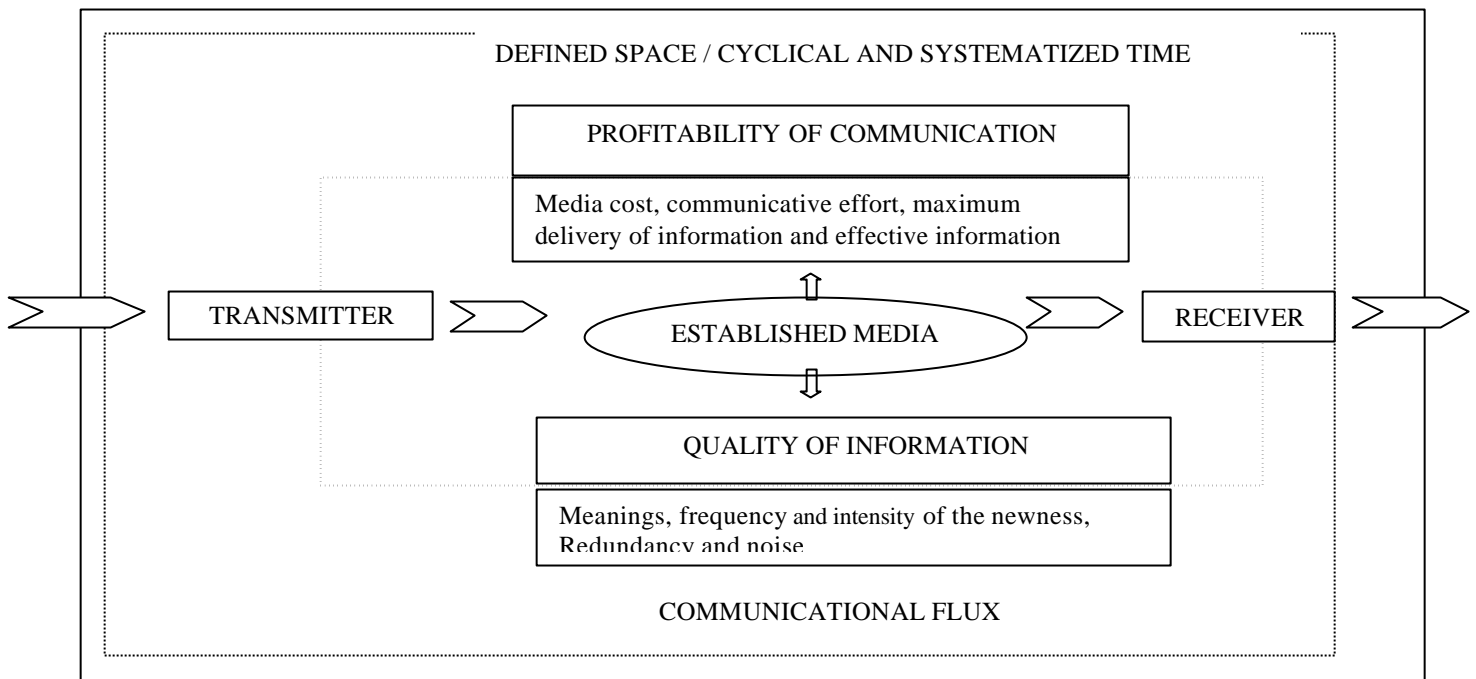 DEFINED SPACE / CYCLICAL AND SYSTEMATIZED TIME
PROFITABILITY OF COMMUNICATION
Media cost, communicative effort, maximum
delivery of information and effective information
TRANSMITTER
ESTABLISHED MEDIA
RECEIVER
QUALITY OF INFORMATION
Meanings, frequency and intensity of the newness,
Redundancy and noise
COMMUNICATIONAL FLUX